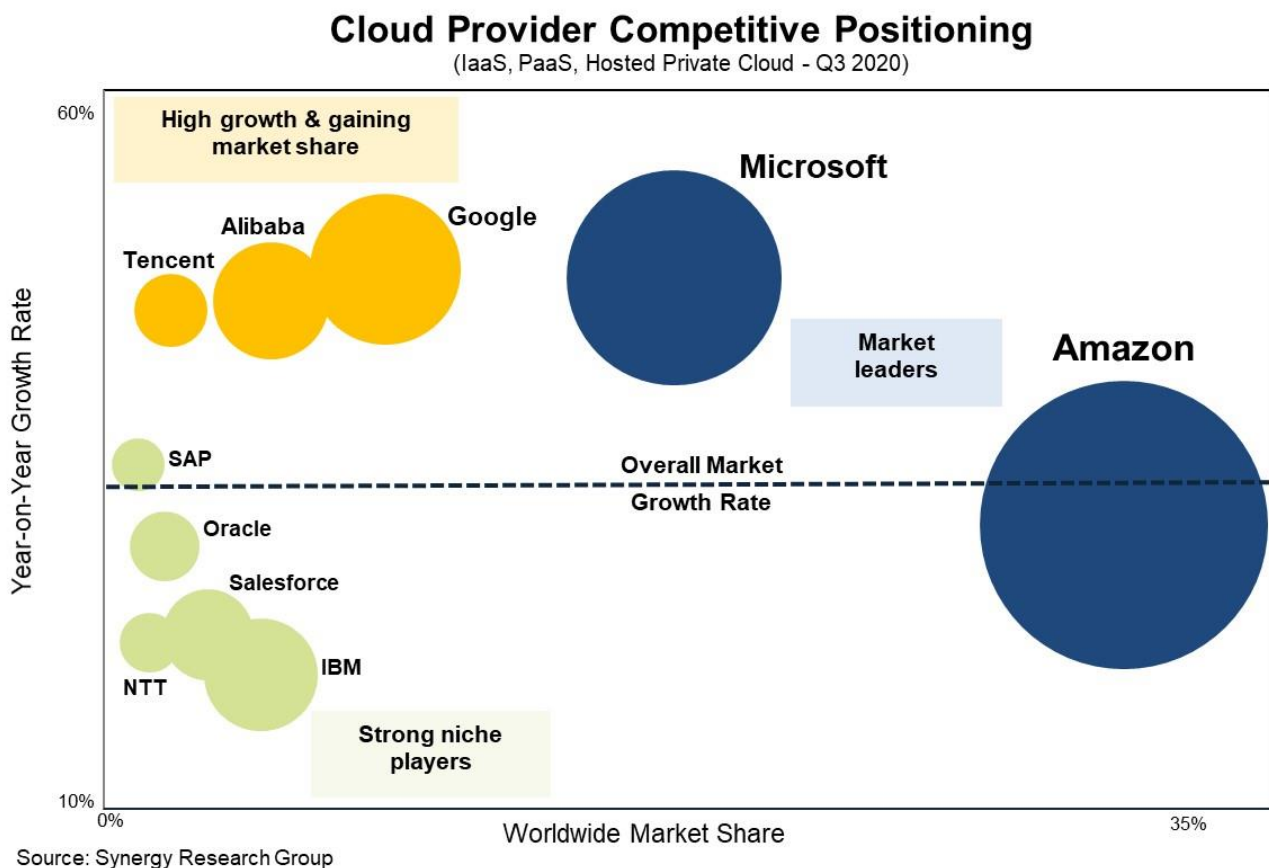 Cloud Provider Competitive Positioning
(IaaS, PaaS, Hosted Private Cloud - Q3 2020)
60%
High growth & gaining
market share
Microsoft
Google
Alibaba
Tencent
Market
leaders
Amazon
Year-on-Year Growth Rate
SAP
Overall Market
Growth Rate
Oracle
Salesforce
IBM
NTT
Strong niche
players
10%
0%
Worldwide Market Share
35%
Source: Synergy Research Group